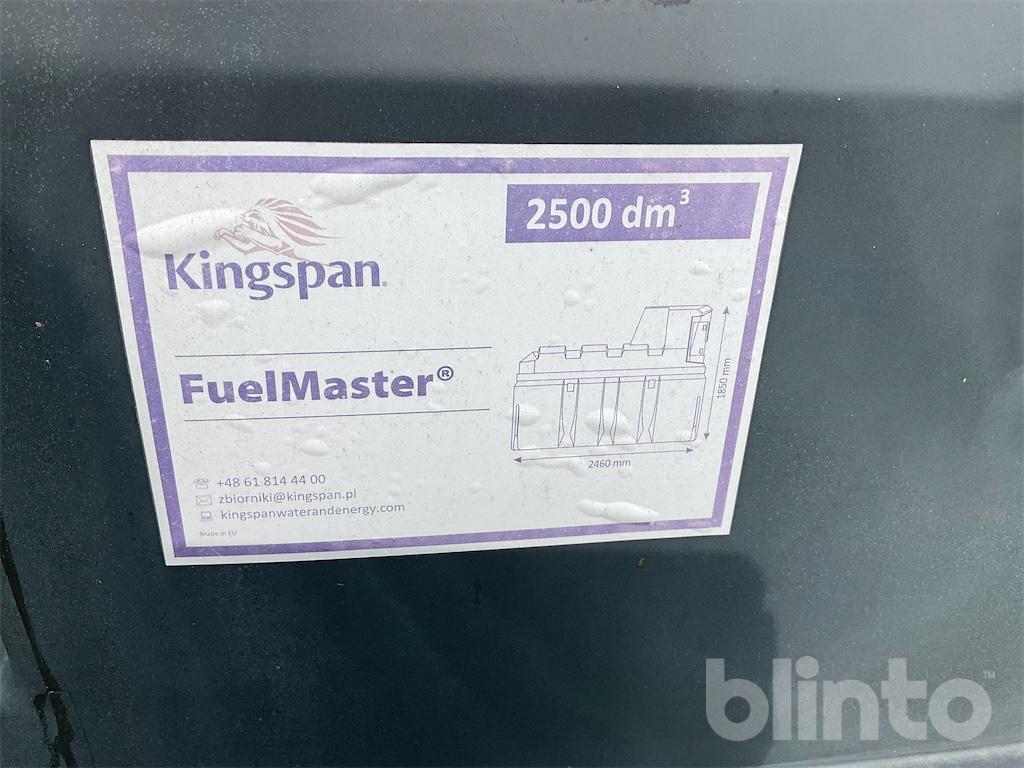 2500 dm³
Kingspan®
FuelMaster®
1850 mm
2460 mm
+48 61 814 44 00
zbiorniki@kingspan.pl
kingspanwaterandenergy.com
Made in EU
blinto™